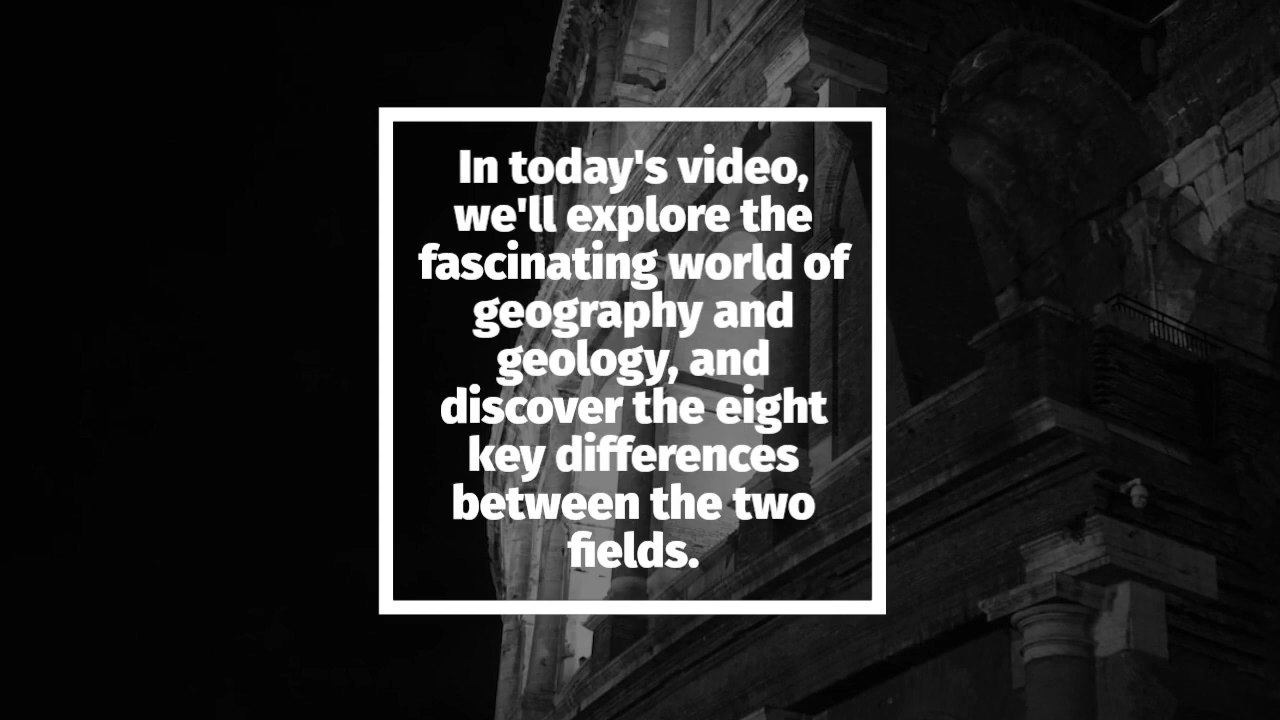 In today's video,
we'll explore the
fascinating world of
geography and
geology, and
discover the eight
key differences
between the two
fields.